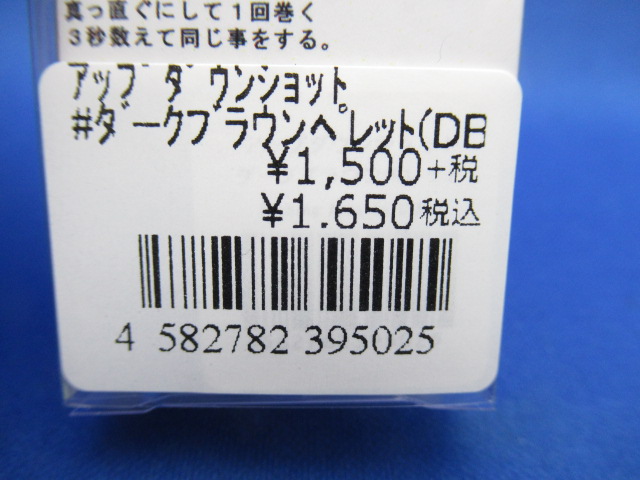 真っ直ぐにして１回巻く
３秒数えて同じ事をする。
ｱｯﾌﾟﾀﾞｳﾝｼｮｯﾄ
#ﾀﾞｰｸﾌﾞﾗｳﾝﾍﾟﾚｯﾄ(DB
¥1,500+税
¥1.650税込
4 582782 395025